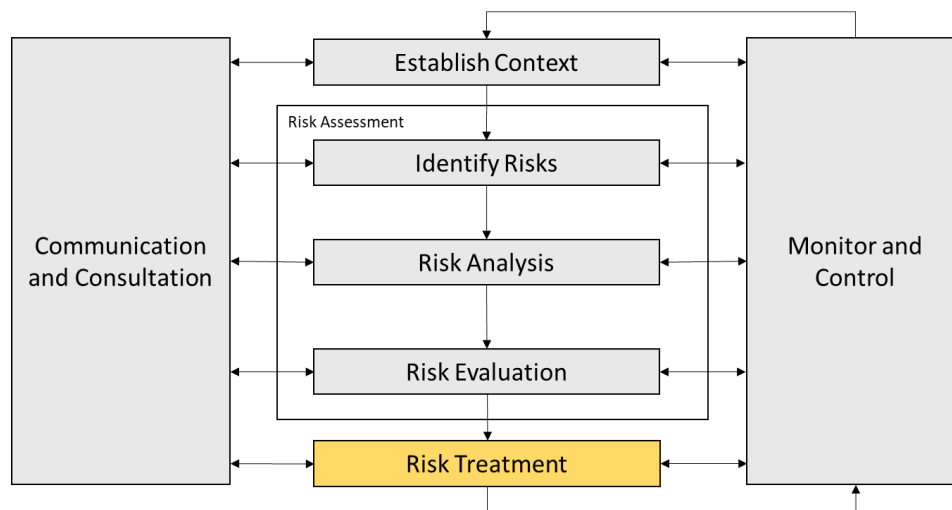 Establish Context
Risk Assessment
Identify Risks
Communication
and Consultation
Risk Analysis
Monitor and
Control
Risk Evaluation
Risk Treatment